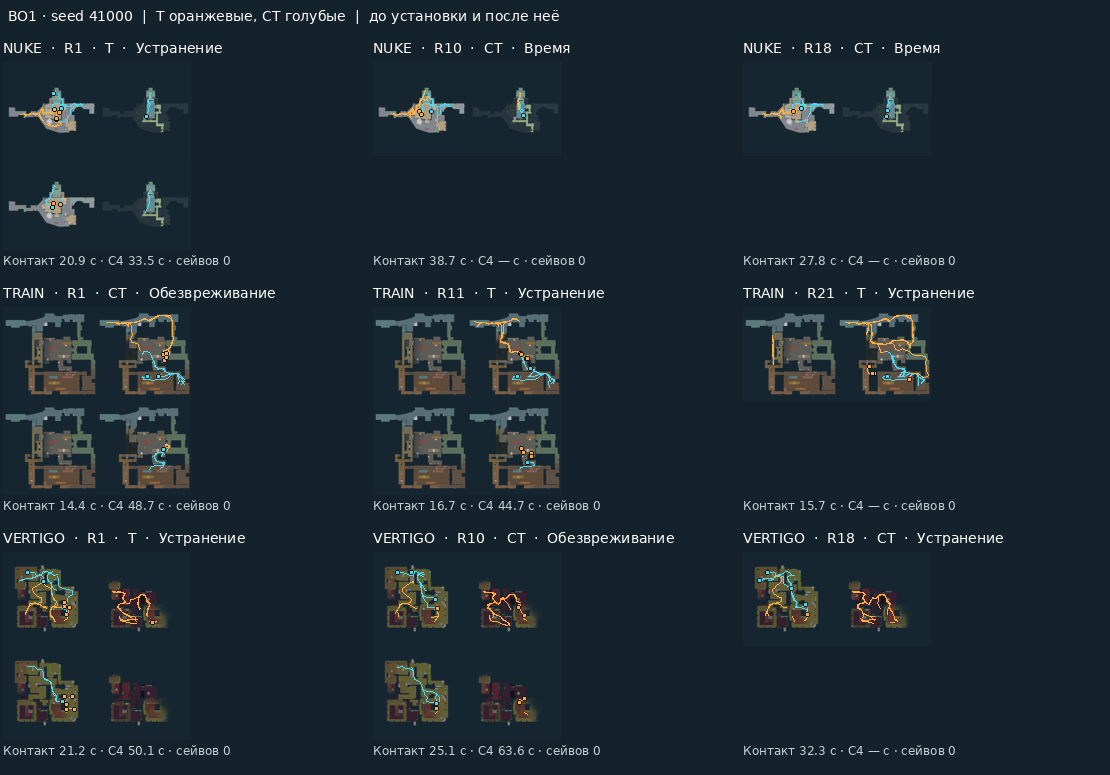 BO1 · seed 41000 | T оранжевые, CT голубые | до установки и после неё
NUKE · R1 · T · Устранение
NUKE · R10 · CT · Время
NUKE · R18 · CT · Время
Контакт 20.9 с · C4 33.5 с · сейвов 0
Контакт 38.7 с · C4 — с · сейвов 0
Контакт 27.8 с · C4 — с · сейвов 0
TRAIN · R1 · CT · Обезвреживание
TRAIN · R11 · T · Устранение
TRAIN · R21 · T · Устранение
Контакт 14.4 с · C4 48.7 с · сейвов 0
Контакт 16.7 с · C4 44.7 с · сейвов 0
Контакт 15.7 с · C4 — с · сейвов 0
VERTIGO · R1 · T · Устранение
VERTIGO · R10 · CT · Обезвреживание
VERTIGO · R18 · CT · Устранение
Контакт 21.2 с · C4 50.1 с · сейвов 0
Контакт 25.1 с · C4 63.6 с · сейвов 0
Контакт 32.3 с · C4 — с · сейвов 0